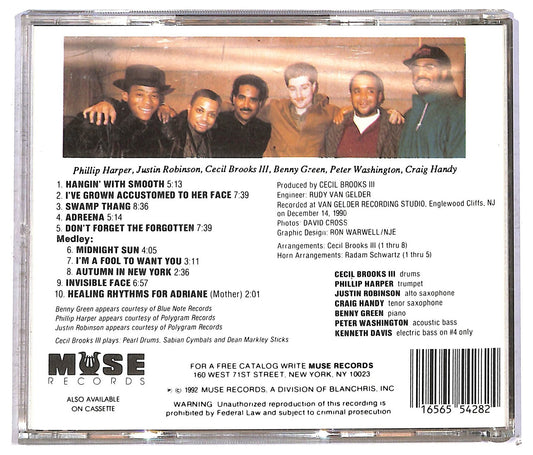 Phillip Harper, Justin Robinson, Cecil Brooks III, Benny Green, Peter Washington, Craig Handy
1. HANGIN' WITH SMOOTH 5:13
2. I'VE GROWN ACCUSTOMED TO HER FACE 7:39
3. SWAMP THANG 8:36
4. ADREENA 5:14
5. DON'T FORGET THE FORGOTTEN 7:39
Medley:
6. MIDNIGHT SUN 4:05
7. I'M A FOOL TO WANT YOU 3:11
8. AUTUMN IN NEW YORK 2:36
9. INVISIBLE FACE 6:57
10. HEALING RHYTHMS FOR ADRIANE (Mother) 2:01
Benny Green appears courtesy of Blue Note Records
Phillip Harper appears courtesy of Polygram Records
Justin Robinson appears courtesy of Polygram Records
Cecil Brooks III plays: Pearl Drums, Sabian Cymbals and Dean Markley Sticks
Produced by CECIL BROOKS III
Engineer: RUDY VAN GELDER
Recorded at VAN GELDER RECORDING STUDIO, Englewood Cliffs, NJ
on December 14, 1990
Photos: DAVID CROSS
Graphic Design: RON WARWELL/NJE
Arrangements: Cecil Brooks III (1 thru 8)
Horn Arrangements: Radam Schwartz (1 thru 5)
CECIL BROOKS III drums
PHILLIP HARPER trumpet
JUSTIN ROBINSON alto saxophone
CRAIG HANDY tenor saxophone
BENNY GREEN piano
PETER WASHINGTON acoustic bass
KENNETH DAVIS electric bass on #4 only
MUSE
RECORDS
ALSO AVAILABLE
ON CASSETTE
FOR A FREE CATALOG WRITE MUSE RECORDS
160 WEST 71ST STREET, NEW YORK, NY 10023
℗ © 1992 MUSE RECORDS, A DIVISION OF BLANCHRIS, INC
WARNING: Unauthorized reproduction of this recording is
prohibited by Federal Law and subject to criminal prosecution
16565 54282